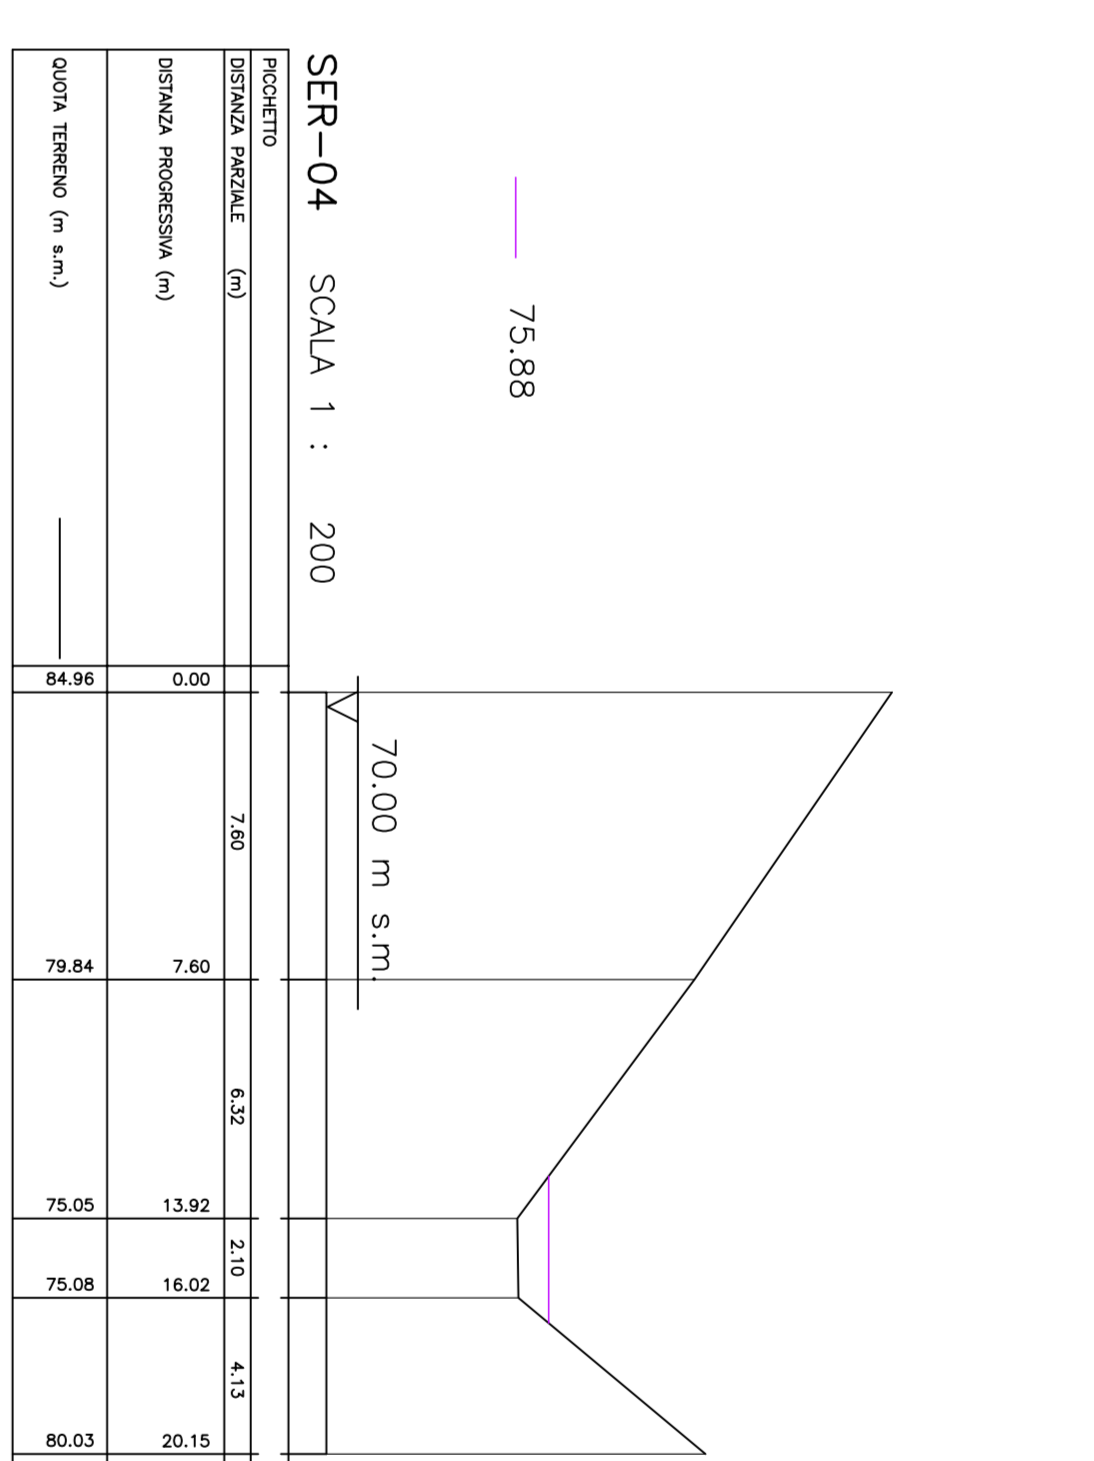 75.88
70.00 m s.m.
SER-04 SCALA 1 : 200
PICCHETTO
DISTANZA PARZIALE (m) 7.60 6.32 2.10 4.13
DISTANZA PROGRESSIVA (m) 0.00 7.60 13.92 16.02 20.15
QUOTA TERRENO (m s.m.) 84.96 79.84 75.05 75.08 80.03